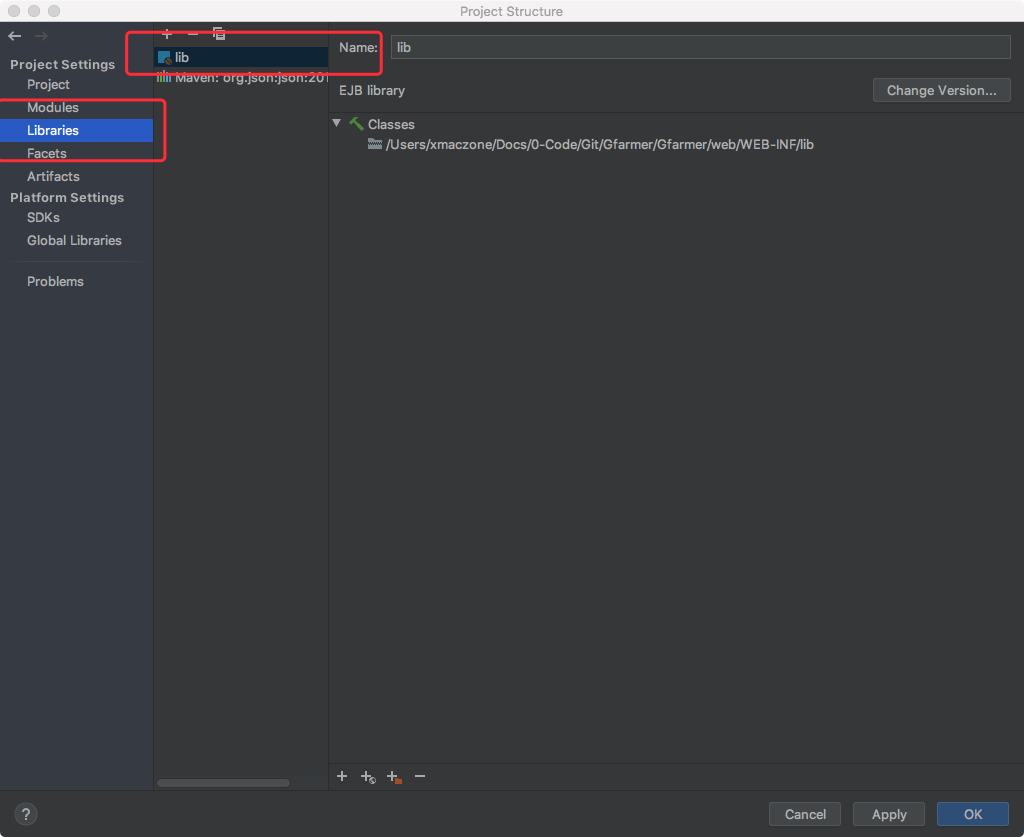 Project Structure
Project Settings
Project
Modules
Libraries
Facets
Artifacts
Platform Settings
SDKs
Global Libraries
Problems
lib
Maven: org.json:json:201
Name: lib
EJB library
Change Version...
Classes
/Users/xmaczone/Docs/0-Code/Git/Gfarmer/Gfarmer/web/WEB-INF/lib
?
Cancel
Apply
OK